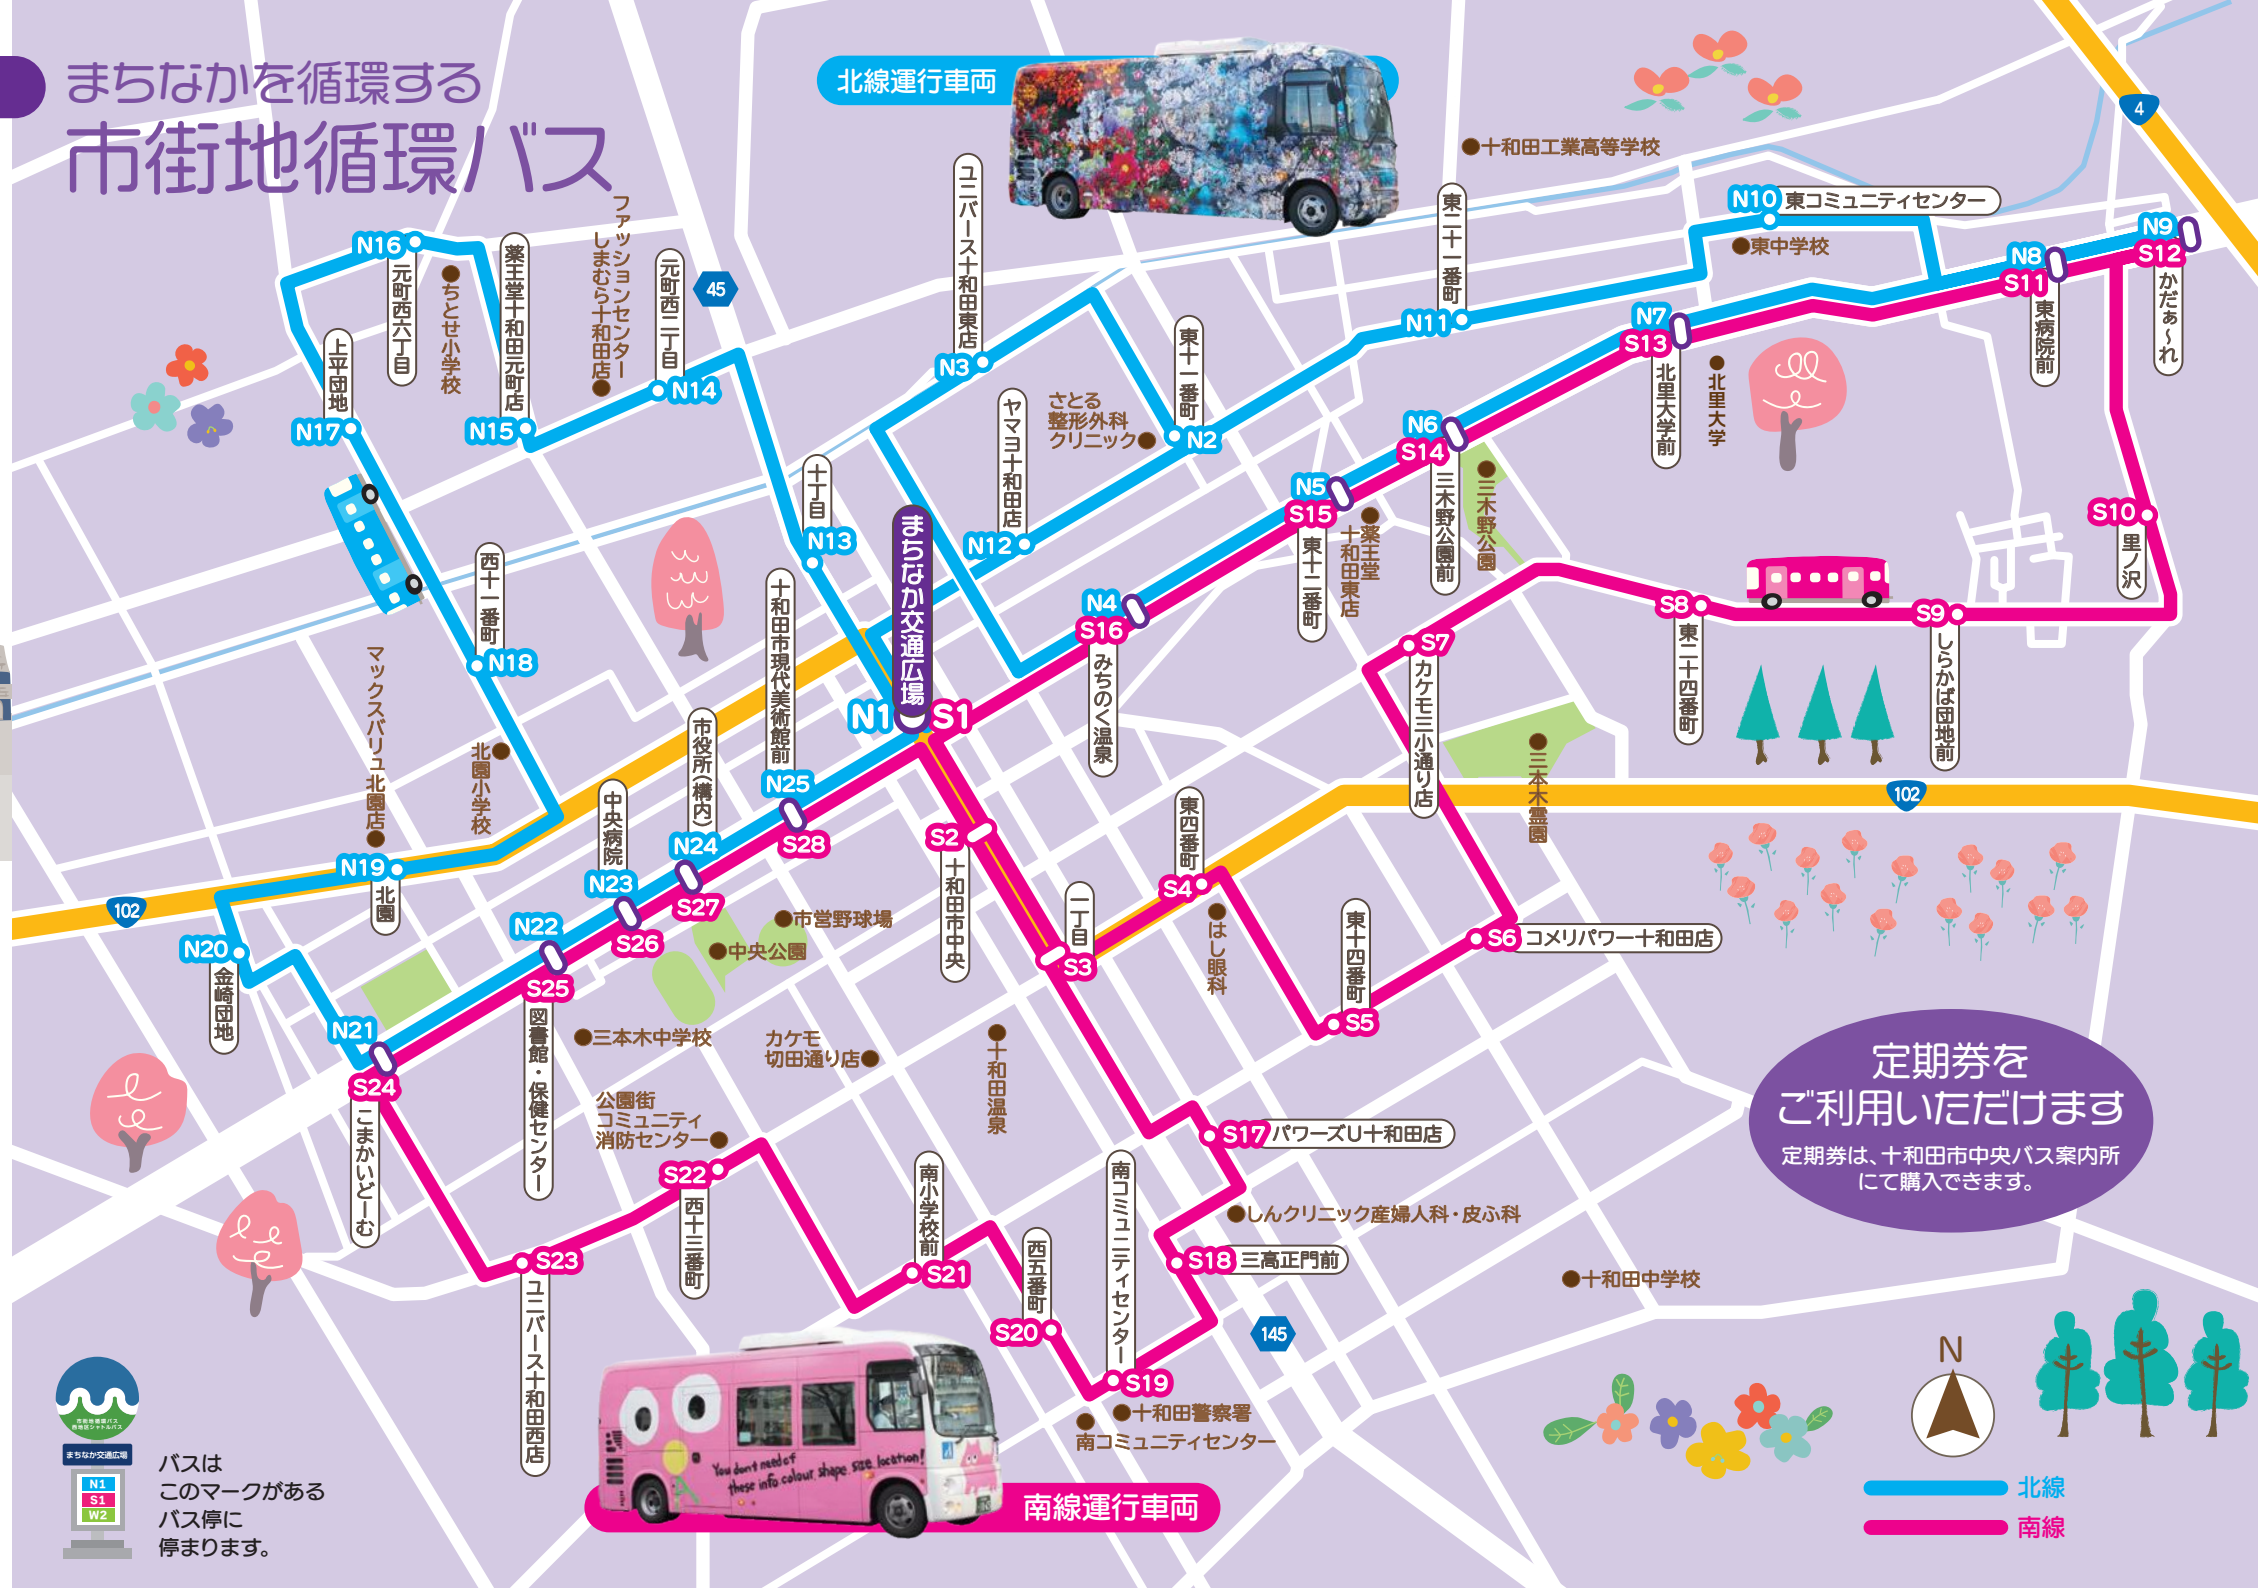 まちなかを循環する
市街地循環バス
北線運行車両
4
十和田工業高等学校
N10 東コミュニティセンター
東中学校
N9
S12
かだぁ～れ
N8
S11
東病院前
N7
S13
北里大学前
北里大学
東二十一番町
N11
N16
元町西六丁目
ちとせ小学校
薬王堂十和田元町店
N15
ファッションセンター
しまむら十和田店
元町西二丁目
N14
45
上平団地
N17
ユニバース十和田東店
N3
東十一番町
N2
さとる
整形外科
クリニック
ヤマヨ十和田店
N12
十丁目
N13
まちなか交通広場
N1
S1
N6
S14
三木野公園前
三木野公園
N5
S15
東十二番町
薬王堂
十和田東店
N4
S16
みちのく温泉
S10
里ノ沢
S9
しらかば団地前
S8
東二十四番町
S7
カケモ三小通り店
三本木霊園
102
西十一番町
N18
マックスバリュ北園店
北園小学校
N19
北園
102
N20
金崎団地
N21
S24
こまかいどーむ
十和田市現代美術館前
N25
S28
市役所(構内)
N24
S27
中央病院
N23
S26
N22
S25
図書館・保健センター
市営野球場
中央公園
三本木中学校
カケモ
切田通り店
公園街
コミュニティ
消防センター
S2
十和田市中央
一丁目
S3
東四番町
S4
はし眼科
東十四番町
S5
S6 コメリパワー十和田店
十和田温泉
S17 パワーズU十和田店
しんクリニック産婦人科・皮ふ科
S18 三高正門前
145
南コミュニティセンター
S19
十和田警察署
南コミュニティセンター
西五番町
S20
南小学校前
S21
S22
西十三番町
S23
ユニバース十和田西店
十和田中学校
定期券を
ご利用いただけます
定期券は、十和田市中央バス案内所
にて購入できます。
N
北線
南線
You don't need of
these info colour, shape, size, location!
南線運行車両
市街地循環バス
西地区シャトルバス
まちなか交通広場
N1
S1
W2
バスは
このマークがある
バス停に
停まります。